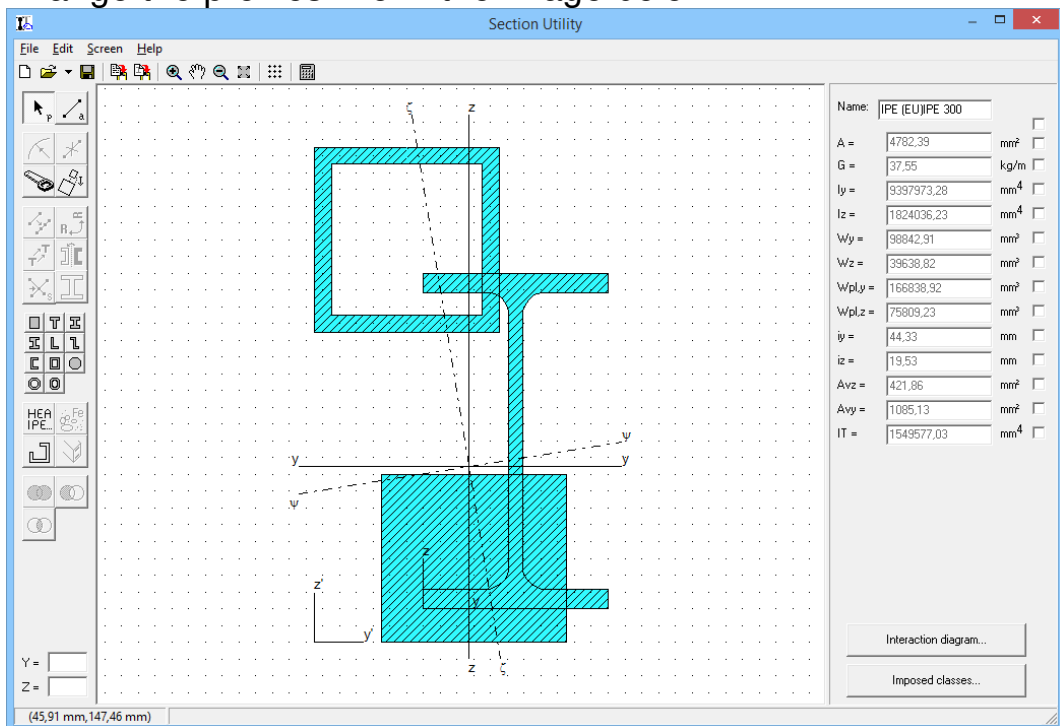 Section Utility
File Edit Screen Help
p a
R
T
s
HEA
IPE...
Fe
Y =
Z =
ζ z
y ψ
y
ψ
z
z'
y
y'
z ζ
Name: IPE (EU)IPE 300
A = 4782,39 mm²
G = 37,55 kg/m
Iy = 9397973,28 mm4
Iz = 1824036,23 mm4
Wy = 98842,91 mm³
Wz = 39638,82 mm³
Wpl,y = 166838,92 mm³
Wpl,z = 75809,23 mm³
iy = 44,33 mm
iz = 19,53 mm
Avz = 421,86 mm²
Avy = 1085,13 mm²
IT = 1549577,03 mm4
Interaction diagram...
Imposed classes...
(45,91 mm,147,46 mm)